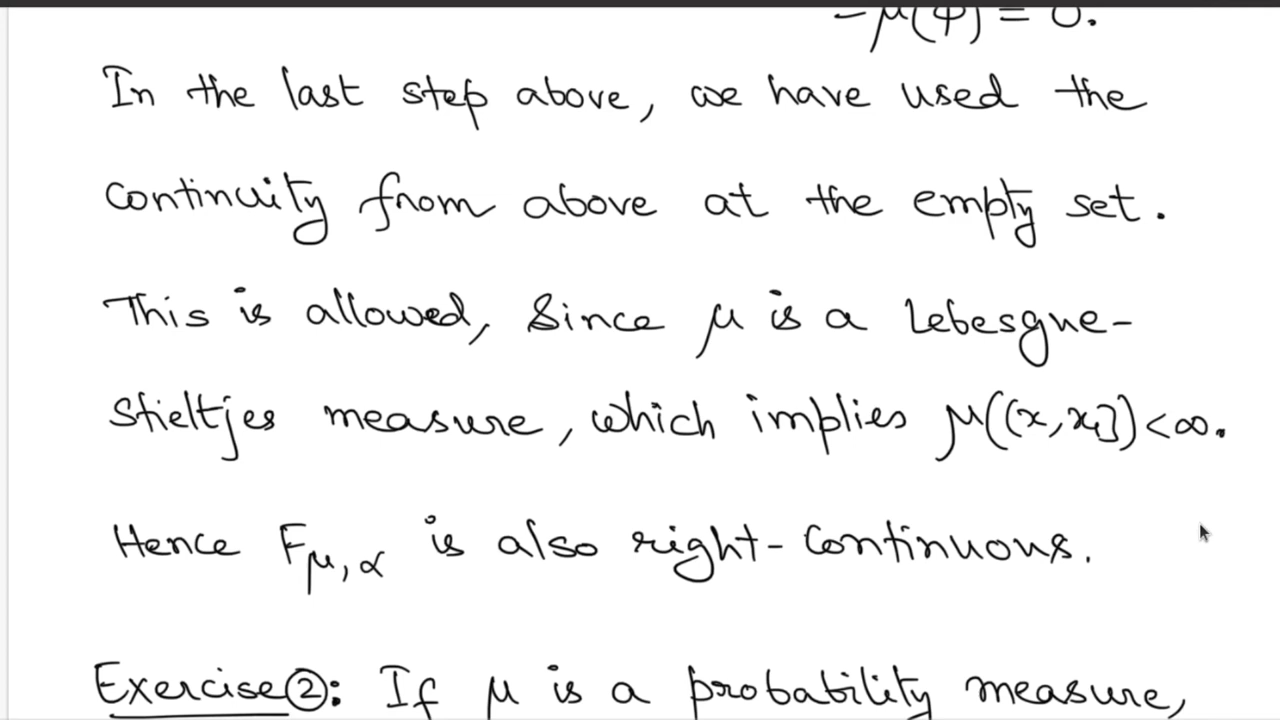 - μ(φ) = 0.
In the last step above, we have used the
continuity from above at the empty set.
This is allowed, since μ is a Lebesgue-
Stieltjes measure, which implies μ((x, x₁]) < ∞.
Hence F_{μ,α} is also right-continuous.
Exercise②: If μ is a probability measure,